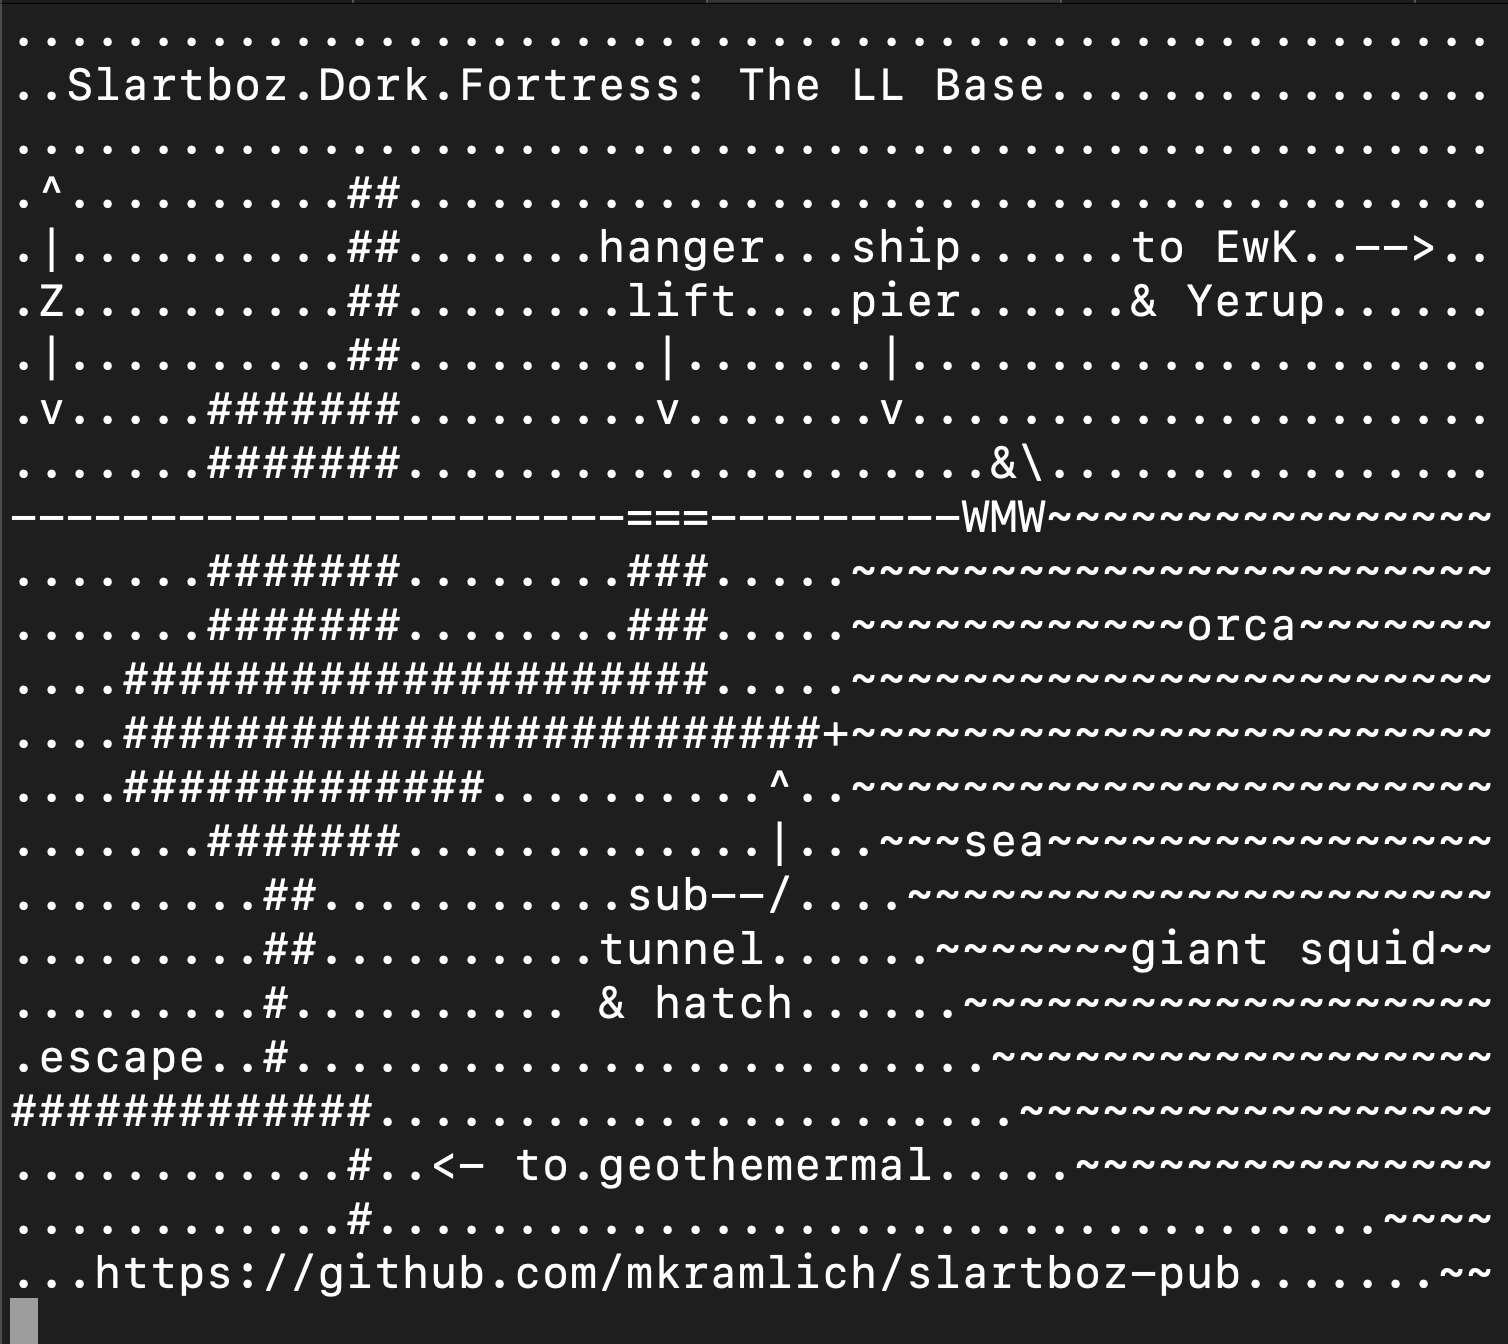 .....................................................
..Slartboz.Dork.Fortress: The LL Base................
.....................................................
.^..........##.......................................
.|..........##.......hanger...ship......to EwK..-->..
.Z..........##........lift....pier......& Yerup......
.|..........##.........|.......|.....................
.v.....#######.........v.......v.....................
.......#######.....................&\................
----------------------===---------WMW~~~~~~~~~~~~~~~~
.......#######........###.....~~~~~~~~~~~~~~~~~~~~~~~
.......#######........###.....~~~~~~~~~~~~orca~~~~~~~
....#####################.....~~~~~~~~~~~~~~~~~~~~~~~
....#########################+~~~~~~~~~~~~~~~~~~~~~~~
....#############..........^..~~~~~~~~~~~~~~~~~~~~~~~
.......#######.............|...~~~sea~~~~~~~~~~~~~~~~
.........##...........sub--/....~~~~~~~~~~~~~~~~~~~~~
.........##..........tunnel......~~~~~~~giant squid~~
.........#.......... & hatch......~~~~~~~~~~~~~~~~~~~
.escape..#.........................~~~~~~~~~~~~~~~~~~
#############.......................~~~~~~~~~~~~~~~~~
............#..<- to.geothemermal.....~~~~~~~~~~~~~~~
............#....................................~~~~
...https://github.com/mkramlich/slartboz-pub.......~~